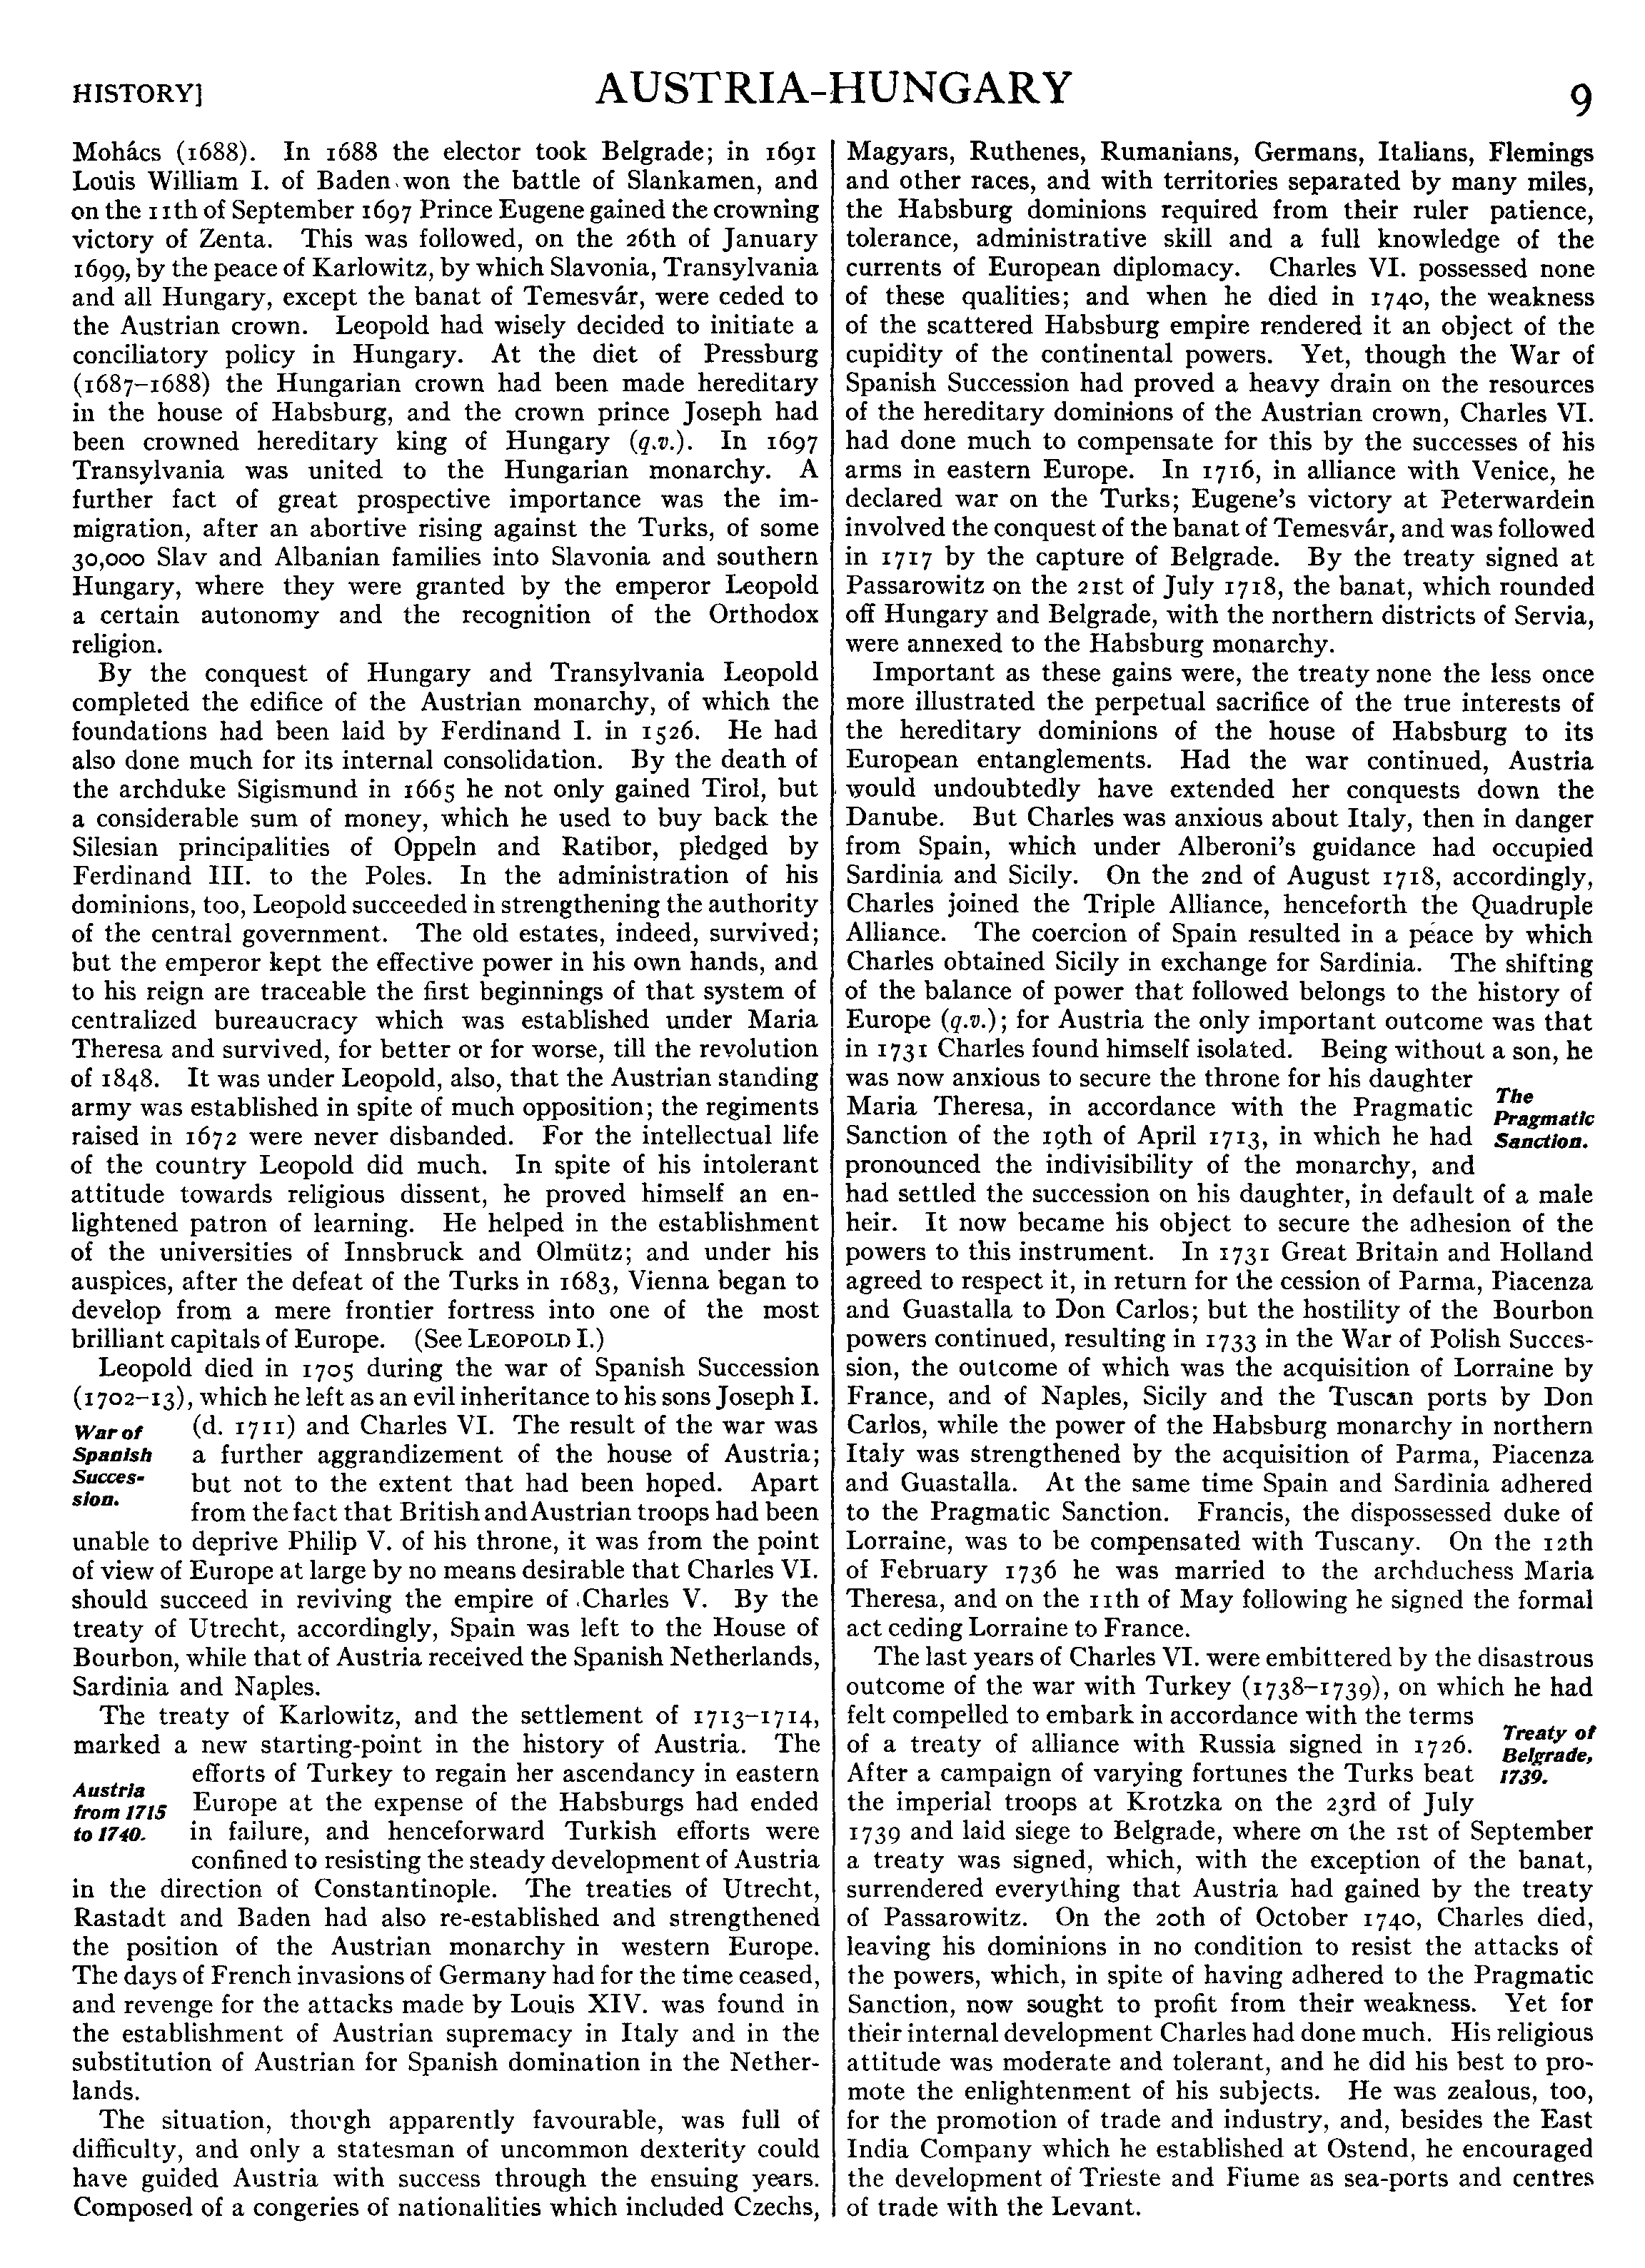 HISTORY]
AUSTRIA-HUNGARY
9
Mohács (1688). In 1688 the elector took Belgrade; in 1691
Louis William I. of Baden won the battle of Slankamen, and
on the 11th of September 1697 Prince Eugene gained the crowning
victory of Zenta. This was followed, on the 26th of January
1699, by the peace of Karlowitz, by which Slavonia, Transylvania
and all Hungary, except the banat of Temesvár, were ceded to
the Austrian crown. Leopold had wisely decided to initiate a
conciliatory policy in Hungary. At the diet of Pressburg
(1687–1688) the Hungarian crown had been made hereditary
in the house of Habsburg, and the crown prince Joseph had
been crowned hereditary king of Hungary (q.v.). In 1697
Transylvania was united to the Hungarian monarchy. A
further fact of great prospective importance was the im-
migration, after an abortive rising against the Turks, of some
30,000 Slav and Albanian families into Slavonia and southern
Hungary, where they were granted by the emperor Leopold
a certain autonomy and the recognition of the Orthodox
religion.
By the conquest of Hungary and Transylvania Leopold
completed the edifice of the Austrian monarchy, of which the
foundations had been laid by Ferdinand I. in 1526. He had
also done much for its internal consolidation. By the death of
the archduke Sigismund in 1665 he not only gained Tirol, but
a considerable sum of money, which he used to buy back the
Silesian principalities of Oppeln and Ratibor, pledged by
Ferdinand III. to the Poles. In the administration of his
dominions, too, Leopold succeeded in strengthening the authority
of the central government. The old estates, indeed, survived;
but the emperor kept the effective power in his own hands, and
to his reign are traceable the first beginnings of that system of
centralized bureaucracy which was established under Maria
Theresa and survived, for better or for worse, till the revolution
of 1848. It was under Leopold, also, that the Austrian standing
army was established in spite of much opposition; the regiments
raised in 1672 were never disbanded. For the intellectual life
of the country Leopold did much. In spite of his intolerant
attitude towards religious dissent, he proved himself an en-
lightened patron of learning. He helped in the establishment
of the universities of Innsbruck and Olmütz; and under his
auspices, after the defeat of the Turks in 1683, Vienna began to
develop from a mere frontier fortress into one of the most
brilliant capitals of Europe. (See LEOPOLD I.)
Leopold died in 1705 during the war of Spanish Succession
(1702–13), which he left as an evil inheritance to his sons Joseph I.
War of
Spanish
Succes-
sion.
(d. 1711) and Charles VI. The result of the war was
a further aggrandizement of the house of Austria;
but not to the extent that had been hoped. Apart
from the fact that British and Austrian troops had been
unable to deprive Philip V. of his throne, it was from the point
of view of Europe at large by no means desirable that Charles VI.
should succeed in reviving the empire of Charles V. By the
treaty of Utrecht, accordingly, Spain was left to the House of
Bourbon, while that of Austria received the Spanish Netherlands,
Sardinia and Naples.
The treaty of Karlowitz, and the settlement of 1713–1714,
marked a new starting-point in the history of Austria. The
Austria
from 1715
to 1740.
efforts of Turkey to regain her ascendancy in eastern
Europe at the expense of the Habsburgs had ended
in failure, and henceforward Turkish efforts were
confined to resisting the steady development of Austria
in the direction of Constantinople. The treaties of Utrecht,
Rastadt and Baden had also re-established and strengthened
the position of the Austrian monarchy in western Europe.
The days of French invasions of Germany had for the time ceased,
and revenge for the attacks made by Louis XIV. was found in
the establishment of Austrian supremacy in Italy and in the
substitution of Austrian for Spanish domination in the Nether-
lands.
The situation, though apparently favourable, was full of
difficulty, and only a statesman of uncommon dexterity could
have guided Austria with success through the ensuing years.
Composed of a congeries of nationalities which included Czechs,
Magyars, Ruthenes, Rumanians, Germans, Italians, Flemings
and other races, and with territories separated by many miles,
the Habsburg dominions required from their ruler patience,
tolerance, administrative skill and a full knowledge of the
currents of European diplomacy. Charles VI. possessed none
of these qualities; and when he died in 1740, the weakness
of the scattered Habsburg empire rendered it an object of the
cupidity of the continental powers. Yet, though the War of
Spanish Succession had proved a heavy drain on the resources
of the hereditary dominions of the Austrian crown, Charles VI.
had done much to compensate for this by the successes of his
arms in eastern Europe. In 1716, in alliance with Venice, he
declared war on the Turks; Eugene's victory at Peterwardein
involved the conquest of the banat of Temesvár, and was followed
in 1717 by the capture of Belgrade. By the treaty signed at
Passarowitz on the 21st of July 1718, the banat, which rounded
off Hungary and Belgrade, with the northern districts of Servia,
were annexed to the Habsburg monarchy.
Important as these gains were, the treaty none the less once
more illustrated the perpetual sacrifice of the true interests of
the hereditary dominions of the house of Habsburg to its
European entanglements. Had the war continued, Austria
would undoubtedly have extended her conquests down the
Danube. But Charles was anxious about Italy, then in danger
from Spain, which under Alberoni's guidance had occupied
Sardinia and Sicily. On the 2nd of August 1718, accordingly,
Charles joined the Triple Alliance, henceforth the Quadruple
Alliance. The coercion of Spain resulted in a peace by which
Charles obtained Sicily in exchange for Sardinia. The shifting
of the balance of power that followed belongs to the history of
Europe (q.v.); for Austria the only important outcome was that
in 1731 Charles found himself isolated. Being without a son, he
was now anxious to secure the throne for his daughter
Maria Theresa, in accordance with the Pragmatic
Sanction of the 19th of April 1713, in which he had
pronounced the indivisibility of the monarchy, and
The
Pragmatic
Sanction.
had settled the succession on his daughter, in default of a male
heir. It now became his object to secure the adhesion of the
powers to this instrument. In 1731 Great Britain and Holland
agreed to respect it, in return for the cession of Parma, Piacenza
and Guastalla to Don Carlos; but the hostility of the Bourbon
powers continued, resulting in 1733 in the War of Polish Succes-
sion, the outcome of which was the acquisition of Lorraine by
France, and of Naples, Sicily and the Tuscan ports by Don
Carlos, while the power of the Habsburg monarchy in northern
Italy was strengthened by the acquisition of Parma, Piacenza
and Guastalla. At the same time Spain and Sardinia adhered
to the Pragmatic Sanction. Francis, the dispossessed duke of
Lorraine, was to be compensated with Tuscany. On the 12th
of February 1736 he was married to the archduchess Maria
Theresa, and on the 11th of May following he signed the formal
act ceding Lorraine to France.
The last years of Charles VI. were embittered by the disastrous
outcome of the war with Turkey (1738–1739), on which he had
felt compelled to embark in accordance with the terms
of a treaty of alliance with Russia signed in 1726.
After a campaign of varying fortunes the Turks beat
the imperial troops at Krotzka on the 23rd of July
Treaty of
Belgrade,
1739.
1739 and laid siege to Belgrade, where on the 1st of September
a treaty was signed, which, with the exception of the banat,
surrendered everything that Austria had gained by the treaty
of Passarowitz. On the 20th of October 1740, Charles died,
leaving his dominions in no condition to resist the attacks of
the powers, which, in spite of having adhered to the Pragmatic
Sanction, now sought to profit from their weakness. Yet for
their internal development Charles had done much. His religious
attitude was moderate and tolerant, and he did his best to pro-
mote the enlightenment of his subjects. He was zealous, too,
for the promotion of trade and industry, and, besides the East
India Company which he established at Ostend, he encouraged
the development of Trieste and Fiume as sea-ports and centres
of trade with the Levant.